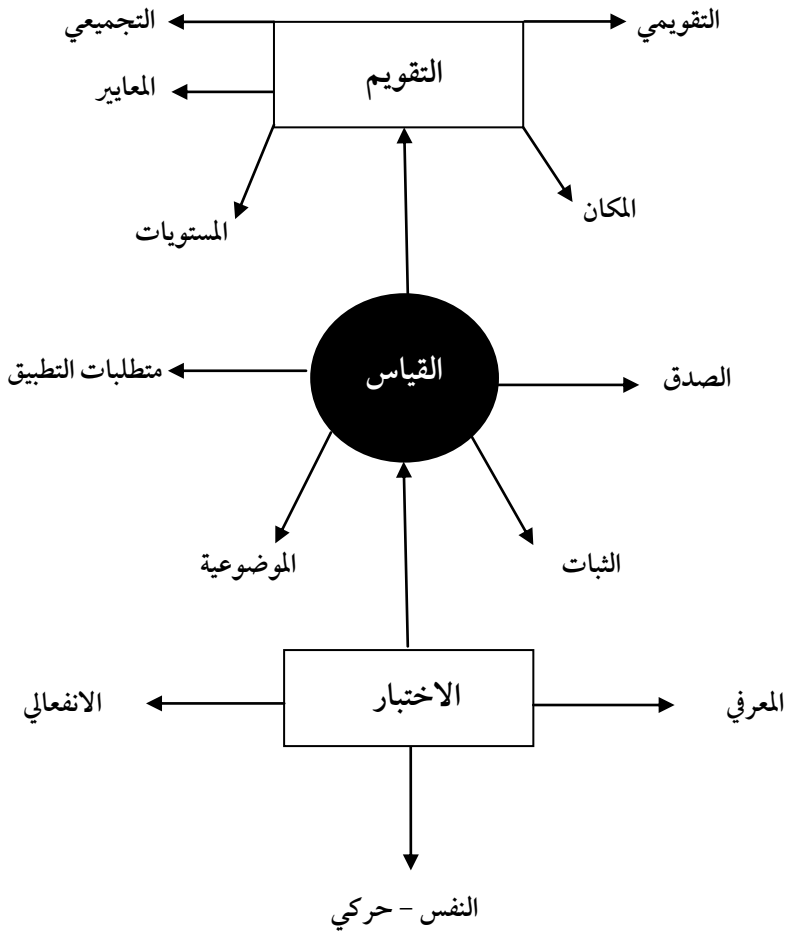 التقويمي
التجميعي
التقويم
المعايير
المكان
المستويات
القياس
الصدق
متطلبات التطبيق
الثبات
الموضوعية
الاختبار
المعرفي
الانفعالي
النفس – حركي